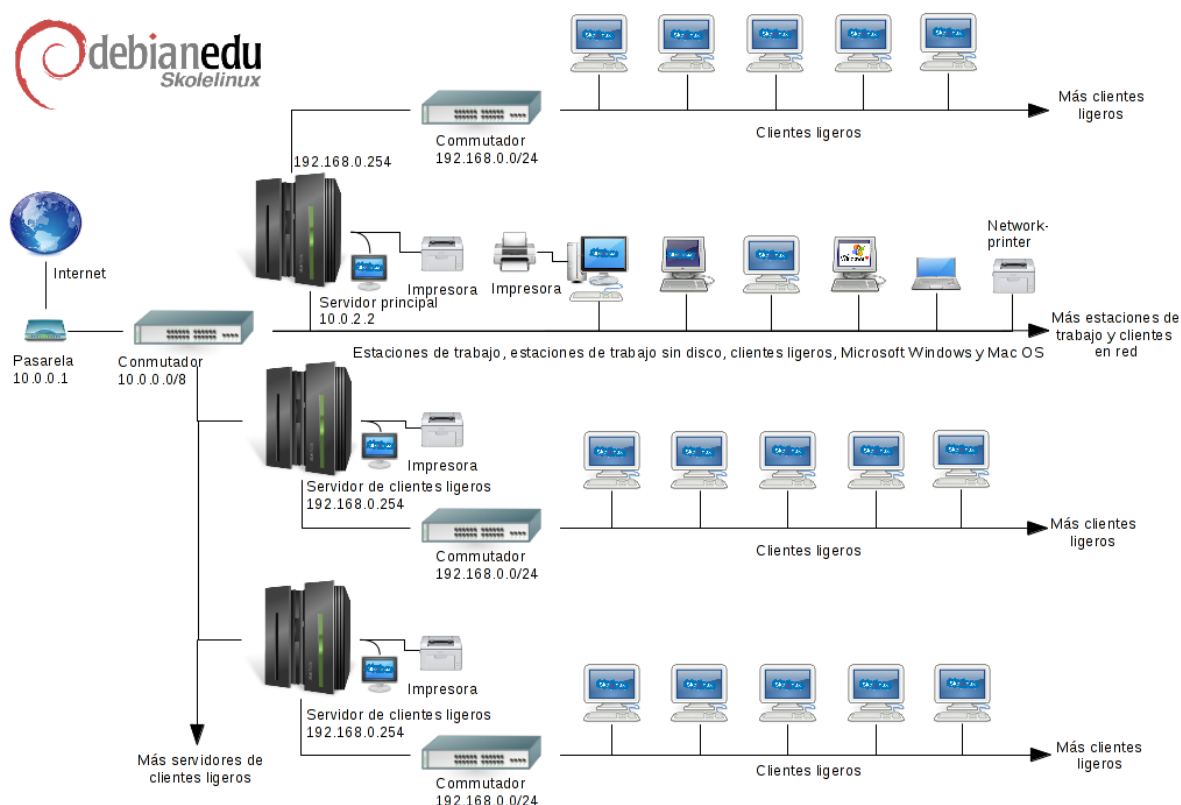 debianedu
Skolelinux
Más clientes
ligeros
Clientes ligeros
Conmutador
192.168.0.0/24
192.168.0.254
Network-
printer
Internet
Impresora
Impresora
Servidor principal
10.0.2.2
Windows
Más estaciones de
trabajo y clientes
en red
Pasarela
10.0.0.1
Conmutador
10.0.0.0/8
Estaciones de trabajo, estaciones de trabajo sin disco, clientes ligeros, Microsoft Windows y Mac OS
Impresora
Servidor de clientes ligeros
192.168.0.254
Conmutador
192.168.0.0/24
Clientes ligeros
Más clientes
ligeros
Impresora
Servidor de clientes ligeros
192.168.0.254
Conmutador
192.168.0.0/24
Clientes ligeros
Más clientes
ligeros
Más servidores de
clientes ligeros